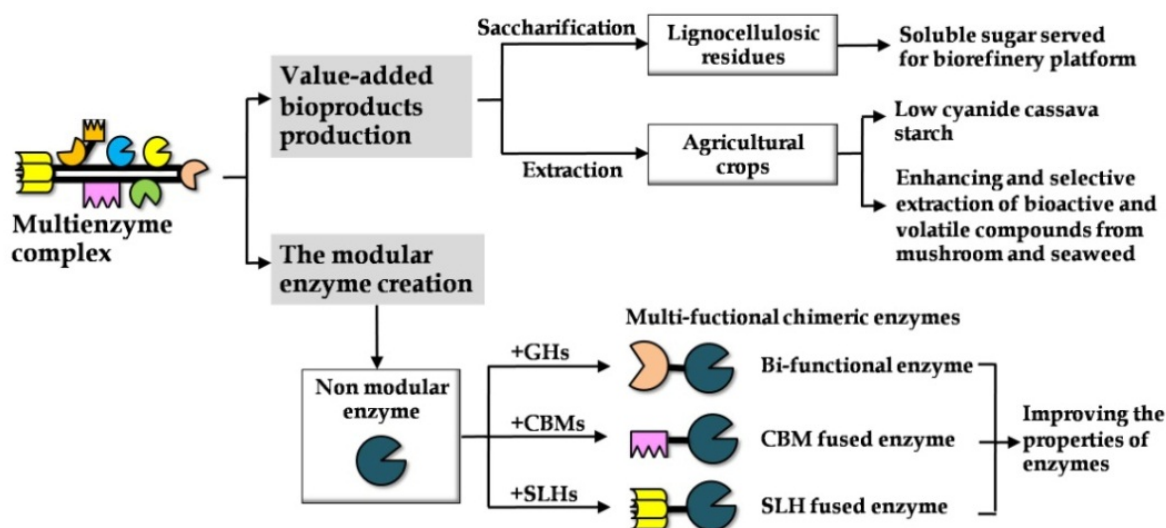 Multienzyme
complex
Value-added
bioproducts
production
Saccharification
Lignocellulosic
residues
Soluble sugar served
for biorefinery platform
Extraction
Agricultural
crops
Low cyanide cassava
starch
Enhancing and selective
extraction of bioactive and
volatile compounds from
mushroom and seaweed
The modular
enzyme creation
Non modular
enzyme
Multi-fuctional chimeric enzymes
+GHs
Bi-functional enzyme
+CBMs
CBM fused enzyme
+SLHs
SLH fused enzyme
Improving the
properties of
enzymes